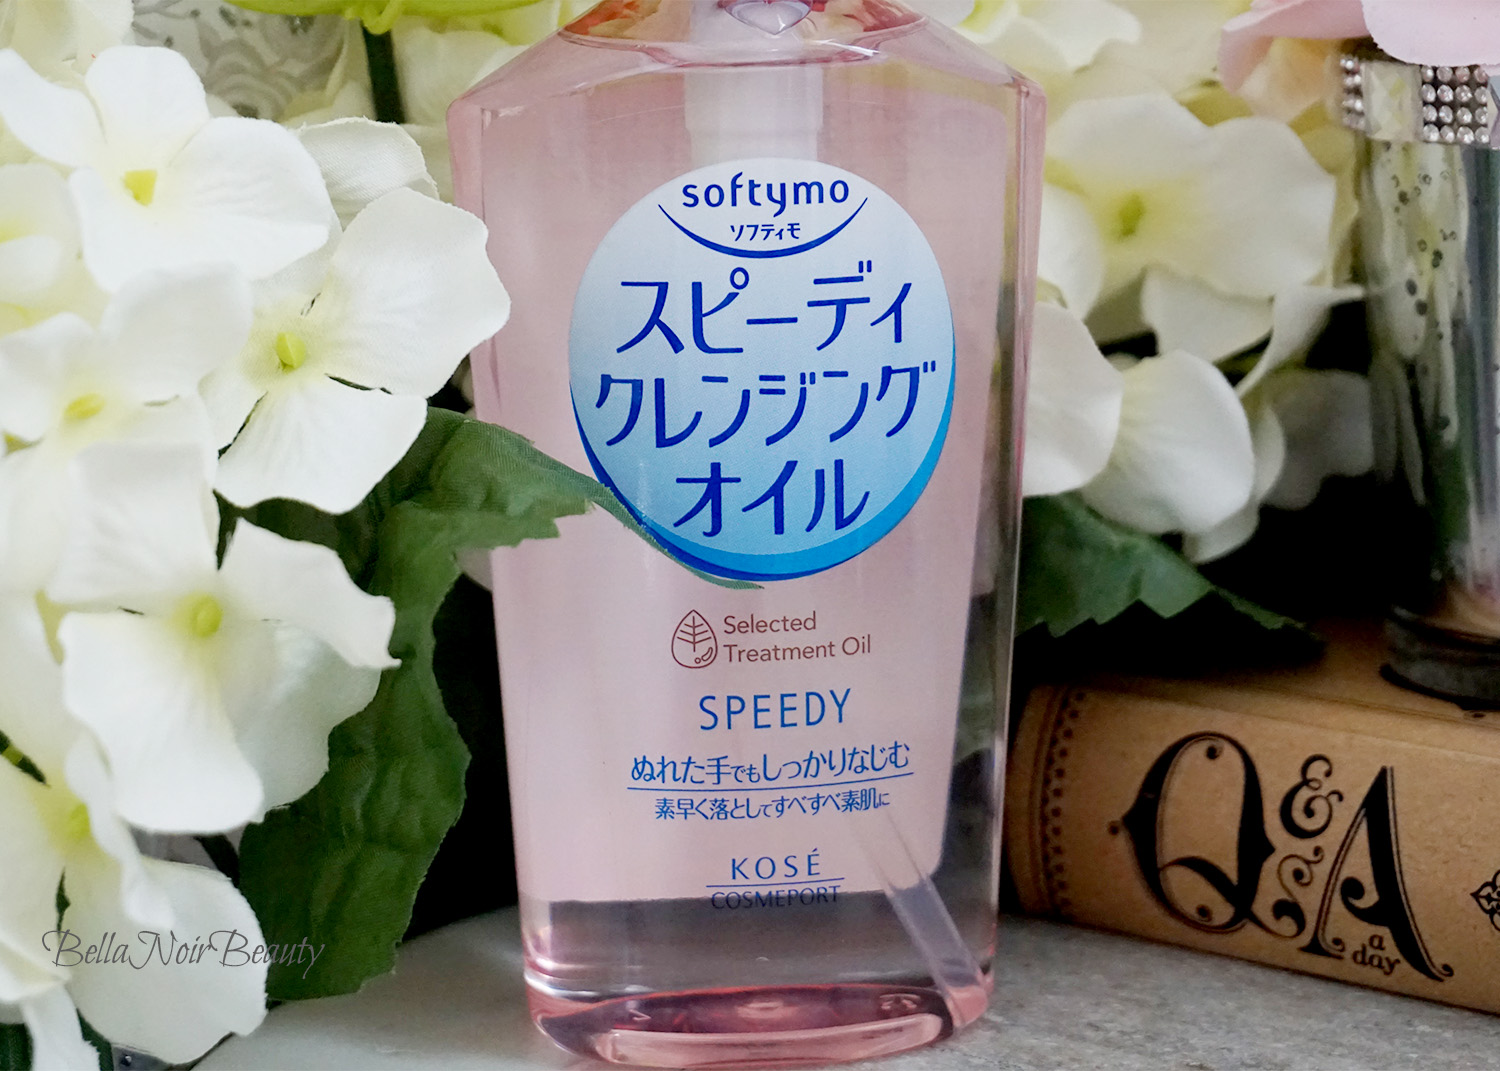 softymo
ソフティモ
スピーディ
クレンジング
オイル
Selected
Treatment Oil
SPEEDY
ぬれた手でもしっかりなじむ
素早く落としてすべすべ素肌に
KOSÉ
COSMEPORT
Q&A
a
day
BellaNoirBeauty